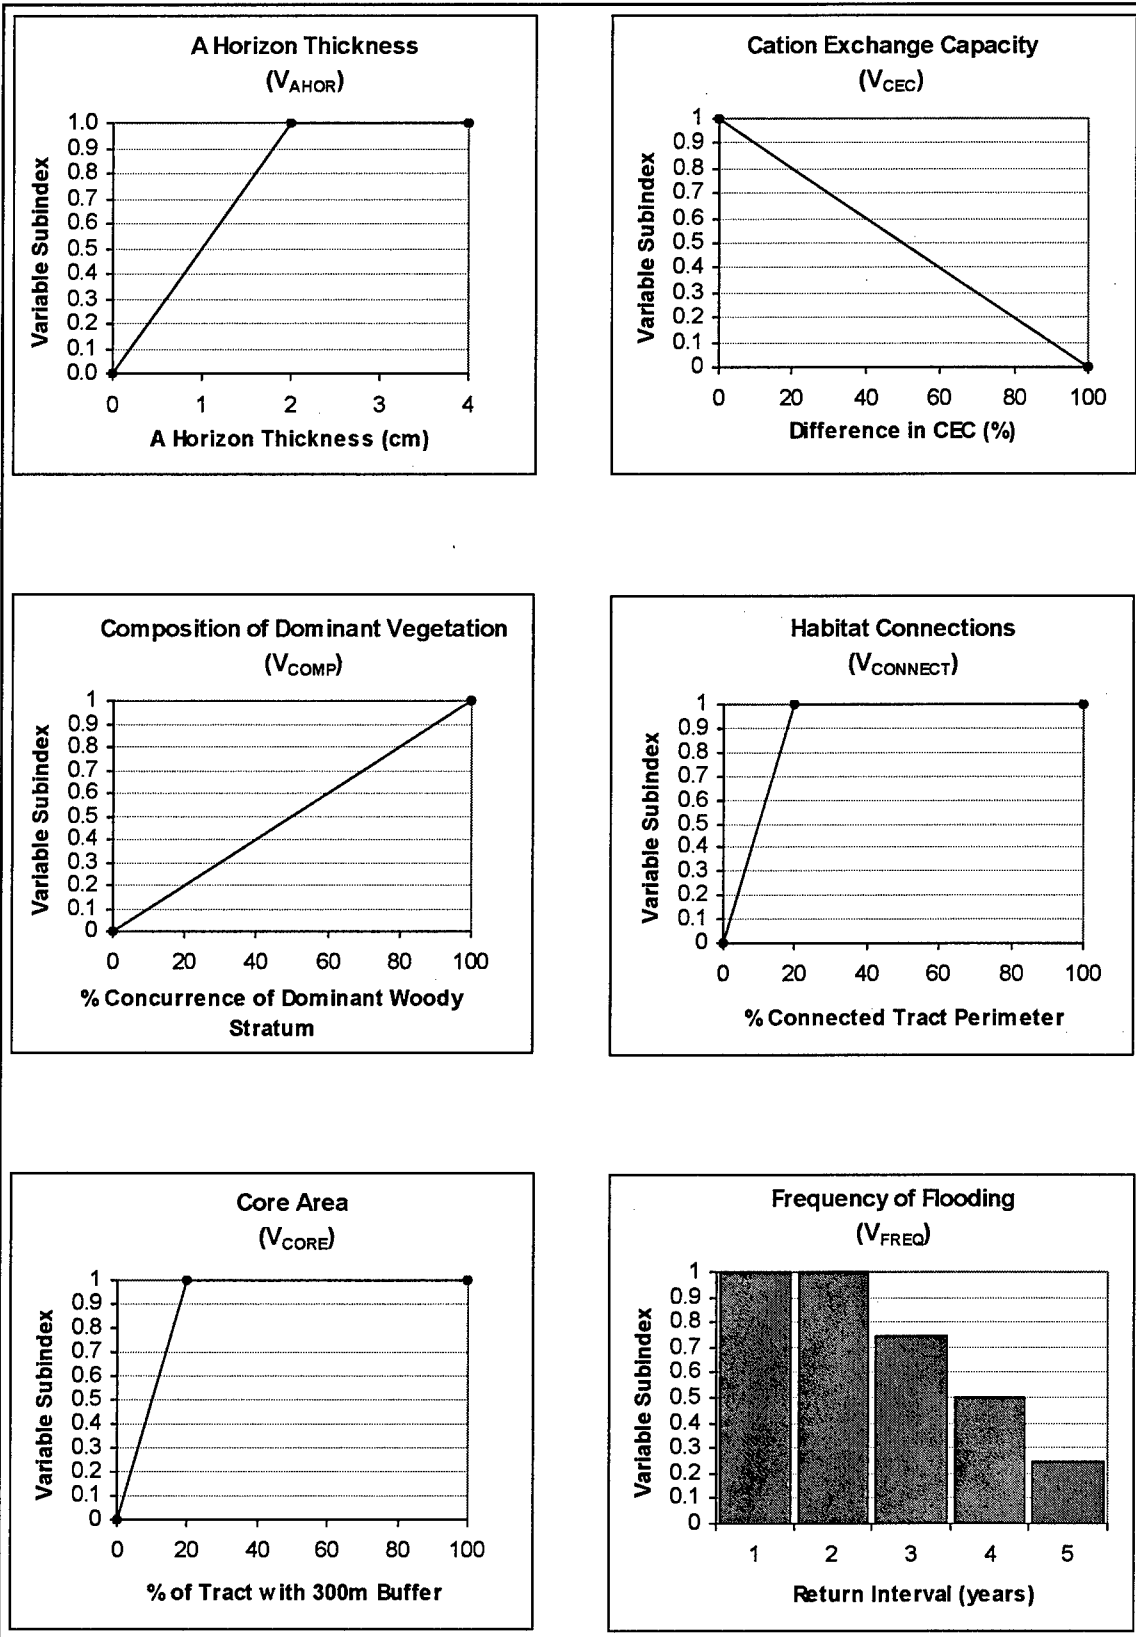 A Horizon Thickness
(VAHOR)
Variable Subindex
1.0
0.9
0.8
0.7
0.6
0.5
0.4
0.3
0.2
0.1
0.0
0 1 2 3 4
A Horizon Thickness (cm)
Cation Exchange Capacity
(VCEC)
Variable Subindex
1
0.9
0.8
0.7
0.6
0.5
0.4
0.3
0.2
0.1
0
0 20 40 60 80 100
Difference in CEC (%)
Composition of Dominant Vegetation
(VCOMP)
Variable Subindex
1
0.9
0.8
0.7
0.6
0.5
0.4
0.3
0.2
0.1
0
0 20 40 60 80 100
% Concurrence of Dominant Woody
Stratum
Habitat Connections
(VCONNECT)
Variable Subindex
1
0.9
0.8
0.7
0.6
0.5
0.4
0.3
0.2
0.1
0
0 20 40 60 80 100
% Connected Tract Perimeter
Core Area
(VCORE)
Variable Subindex
1
0.9
0.8
0.7
0.6
0.5
0.4
0.3
0.2
0.1
0
0 20 40 60 80 100
% of Tract with 300m Buffer
Frequency of Flooding
(VFREQ)
Variable Subindex
1
0.9
0.8
0.7
0.6
0.5
0.4
0.3
0.2
0.1
0
1 2 3 4 5
Return Interval (years)